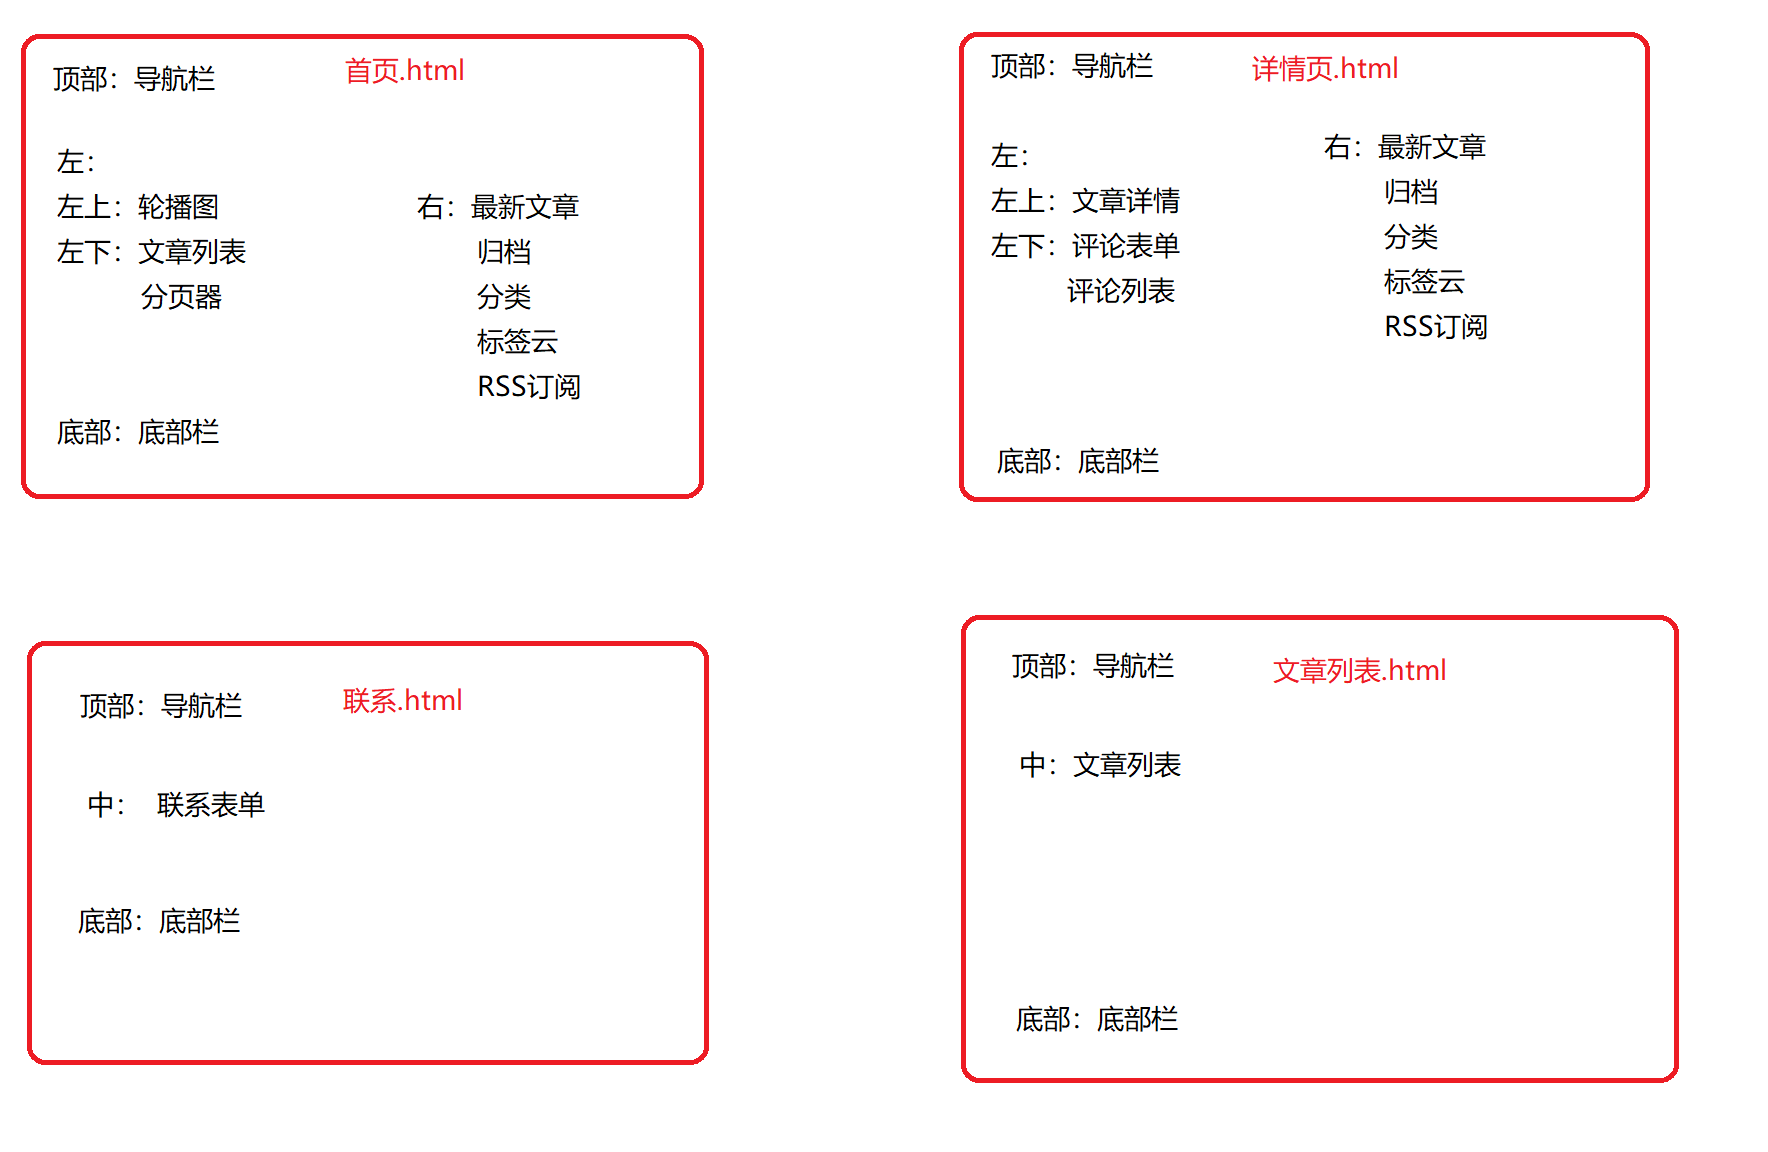 顶部：导航栏
首页.html
左：
左上：轮播图
左下：文章列表
分页器
右：最新文章
归档
分类
标签云
RSS订阅
底部：底部栏
顶部：导航栏
详情页.html
左：
左上：文章详情
左下：评论表单
评论列表
右：最新文章
归档
分类
标签云
RSS订阅
底部：底部栏
顶部：导航栏
联系.html
中： 联系表单
底部：底部栏
顶部：导航栏
文章列表.html
中：文章列表
底部：底部栏